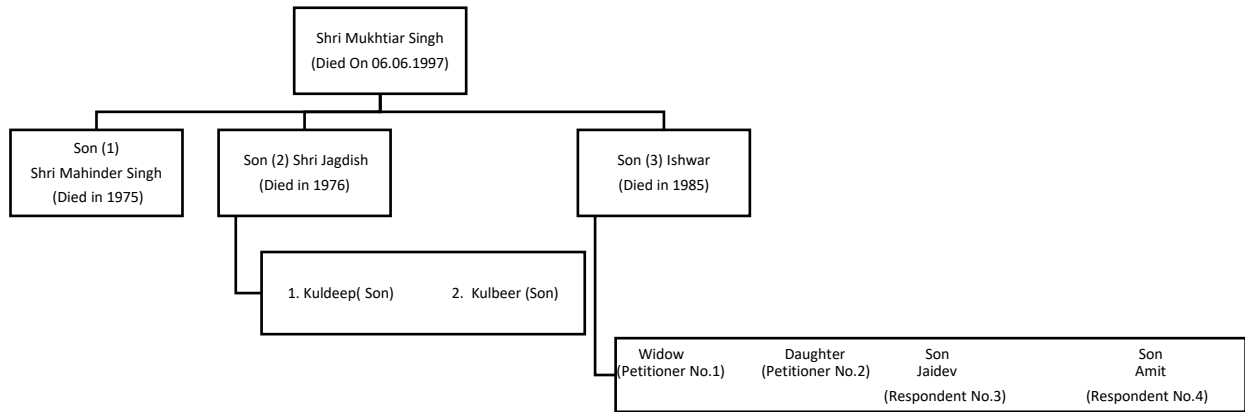 Shri Mukhtiar Singh
(Died On 06.06.1997)
Son (1)
Shri Mahinder Singh
(Died in 1975)
Son (2) Shri Jagdish
(Died in 1976)
Son (3) Ishwar
(Died in 1985)
1. Kuldeep( Son) 2. Kulbeer (Son)
Widow
(Petitioner No.1)
Daughter
(Petitioner No.2)
Son
Jaidev
(Respondent No.3)
Son
Amit
(Respondent No.4)